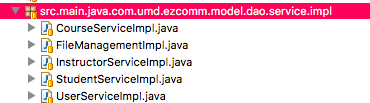 src.main.java.com.umd.ezcomm.model.dao.service.impl
CourseServiceImpl.java
FileManagementImpl.java
InstructorServiceImpl.java
StudentServiceImpl.java
UserServiceImpl.java